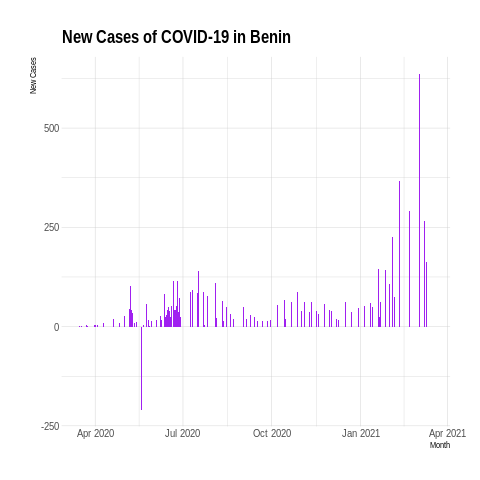 New Cases of COVID-19 in Benin
New Cases
500
250
0
-250
Apr 2020 Jul 2020 Oct 2020 Jan 2021 Apr 2021
Month